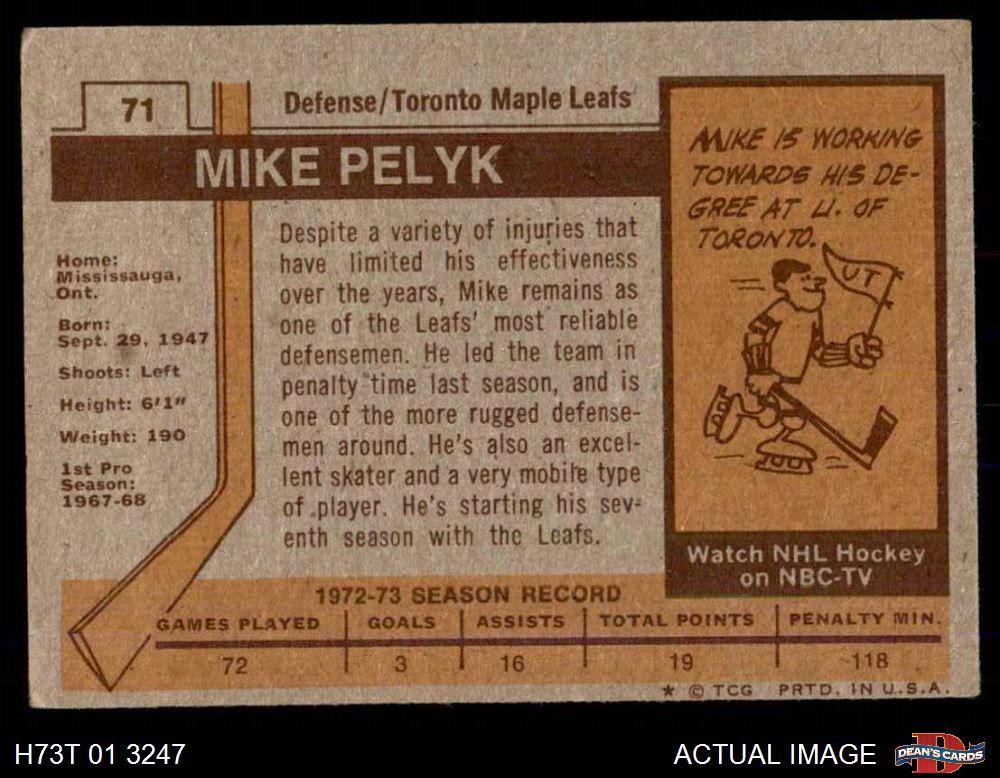 71
Defense/Toronto Maple Leafs
MIKE PELYK
Home:
Mississauga,
Ont.
Born:
Sept. 29, 1947
Shoots: Left
Height: 6'1"
Weight: 190
1st Pro
Season:
1967-68
Despite a variety of injuries that
have limited his effectiveness
over the years, Mike remains as
one of the Leafs' most reliable
defensemen. He led the team in
penalty time last season, and is
one of the more rugged defense-
men around. He's also an excel-
lent skater and a very mobile type
of player. He's starting his sev-
enth season with the Leafs.
MIKE IS WORKING
TOWARDS HIS DE-
GREE AT U. OF
TORONTO.
UT
Watch NHL Hockey
on NBC-TV
1972-73 SEASON RECORD
GAMES PLAYED GOALS ASSISTS TOTAL POINTS PENALTY MIN.
72 3 16 19 118
* © TCG PRTD. IN U.S.A.
H73T 01 3247
ACTUAL IMAGE
DEAN'S CARDS